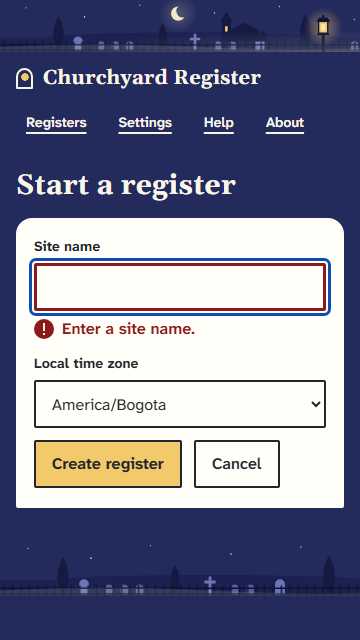 Churchyard Register
Registers Settings Help About
Start a register
Site name
Enter a site name.
Local time zone
America/Bogota
Create register Cancel